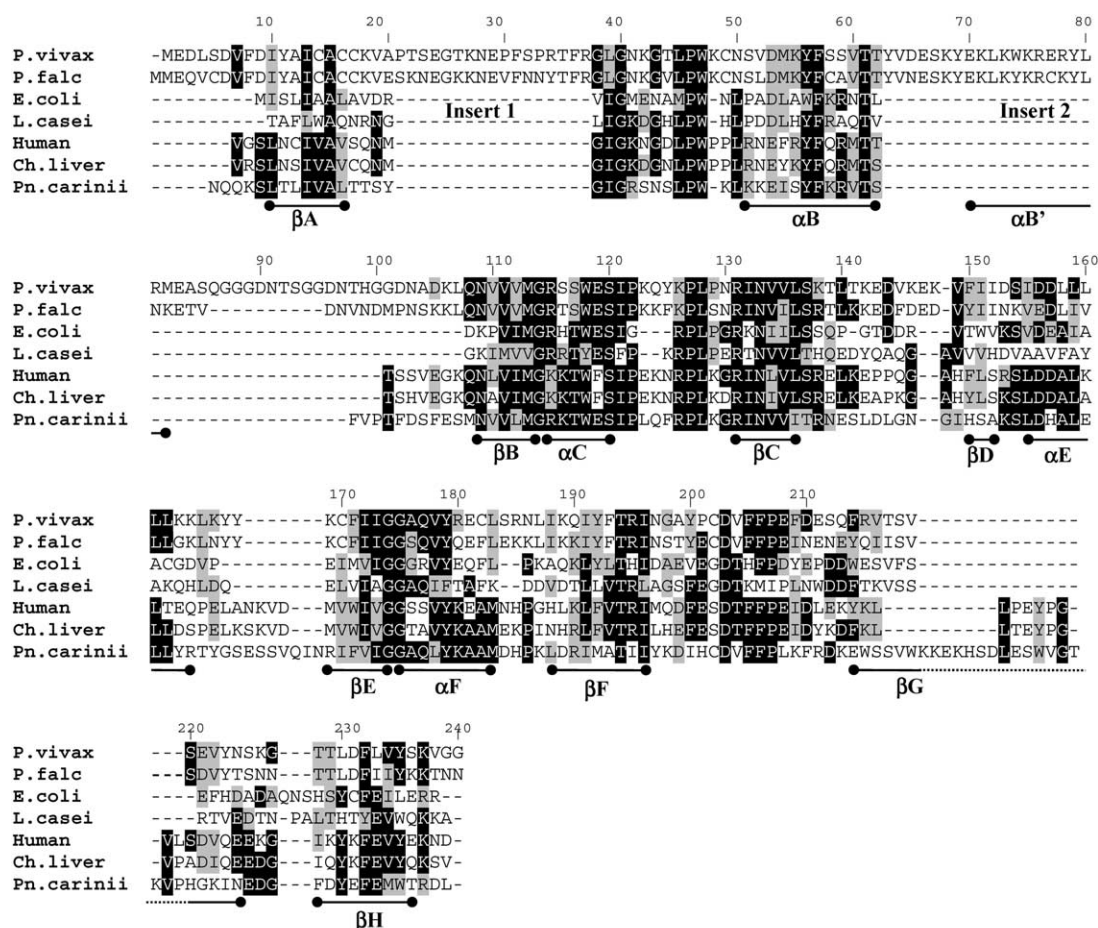 10 20 30 40 50 60 70 80
P.vivax -MEDLSDVFDIYAICACCKVAPTSEGTKNEPFSPRTFRGLGNKGTLPWKCNSVDMKYFSSVTTYVDESKYEKLKWKRERYL
P.falc MMEQVCDVFDIYAICACCKVESKNEGKKNEVFNNYTFRGLGNKGVLPWKCNSLDMKYFCAVTTYVNESKYEKLKYKRCKYL
E.coli ---------MISLIAALAVDR-----------------VIGMENAMPW-NLPADLAWFKRNTL------------------
L.casei ----------TAFLWAQNRNG-----------------LIGKDGHLPW-HLPDDLHYFRAQTV------------------
Insert 1 Insert 2
Human -------VGSLNCIVAVSQNM-----------------GIGKNGDLPWPPLRNEFRYFQRMTT------------------
Ch.liver -------VRSLNSIVAVCQNM-----------------GIGKDGNLPWPPLRNEYKYFQRMTS------------------
Pn.carinii -----NQQKSLTLIVALTTSY-----------------GIGRSNSLPW-KLKKEISYFKRVTS------------------
βA αB αB’
90 100 110 120 130 140 150 160
P.vivax RMEASQGGGDNTSGGDNTHGGDNADKLQNVVVMGRSSWESIPKQYKPLPNRINVVLSKTLTKEDVKEK-VFIIDSIDDLLL
P.falc NKETV----------DNVNDMPNSKKLQNVVVMGRTSWESIPKKFKPLSNRINVILSRTLKKEDFDED-VYIINKVEDLIV
E.coli ---------------------------DKPVIMGRHTWESIG---RPLPGRKNIILSSQP-GTDDR---VTWVKSVDEAIA
L.casei ---------------------------GKIMVVGRRTYESFP---KRPLPERTNVVLTHQEDYQAQG--AVVVHDVAAVFAY
Human --------------------TSSVEGKQNLVIMGKKTWFSIPEKNRPLKGRINLVLSRELKEPPQG--AHFLSRSLDDALK
Ch.liver --------------------TSHVEGKQNAVIMGKKTWFSIPEKNRPLKDRINIVLSRELKEAPKG--AHYLSKSLDDALA
Pn.carinii -----------------FVPTFDSFESMNVVLMGRKTWESIPLQFRPLKGRINVVITRNESLDLGN--GIHSAKSLDHALE
βB αC βC βD αE
170 180 190 200 210
P.vivax LLKKLKYY-------KCFIIGGAQVYRECLSRNLIKQIYFTRINGAYPCDVFFPEFDESQFRVTSV--------------
P.falc LLGKLNYY-------KCFIIGGSQVYQEFLEKKLIKKIYFTRINSTYECDVFFPEINENEYQIISV--------------
E.coli ACGDVP---------EIMVIGGGRVYEQFL--PKAQKLYLTHIDAEVEGDTHFPDYEPDDWESVFS--------------
L.casei AKQHLDQ--------ELVIAGGAQIFTAFK--DDVDTLLVTRLAGSFEGDTKMIPLNWDDFTKVSS--------------
Human LTEQPELANKVD---MVWIVGGSSVYKEAMNHPGHLKLFVTRIMQDFESDTFFPEIDLEKYKL-------LPEYPG-
Ch.liver LLDSPELKSKVD---MVWIVGGTAVYKAAMEKPINHRLFVTRILHEFESDTFFPEIDYKDFKL-------LTEYPG-
Pn.carinii LLYRTYGSESSVQINRIFVIGGAQLYKAAMDHPKLDRIMATIIYKDIHCDVFFPLKFRDKEWSSVWKKEKHSDLESWVGT
βE αF βF βG
220 230 240
P.vivax ---SEVYNSKG---TTLDFLVYSKVGG
P.falc ---SDVYTSNN---TTLDFIIYKKTNN
E.coli ----EFHDADAQNSHSYCFEILERR--
L.casei ----RTVEDTN-PALTHTYEVWQKKA-
Human -VLSDVQEEKG---IKYKFEVYEKND-
Ch.liver -VPADIQEEDG---IQYKFEVYQKSV-
Pn.carinii KVPHGKINEDG---FDYEFEMWTRDL-
βH